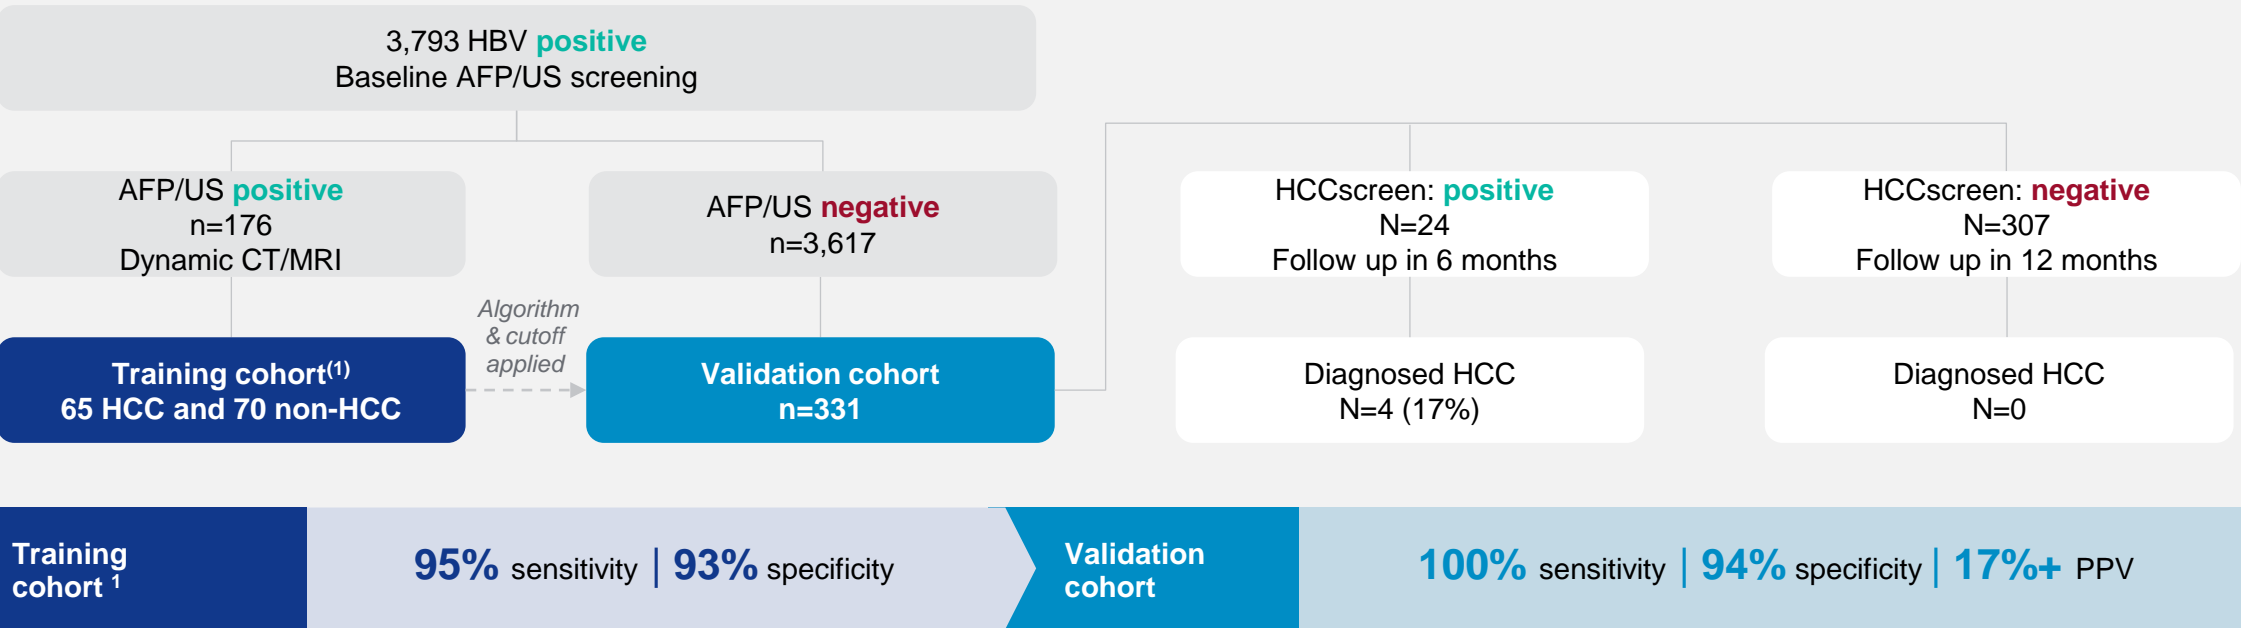 3,793 HBV positive
Baseline AFP/US screening
AFP/US positive
n=176
Dynamic CT/MRI
AFP/US negative
n=3,617
HCCscreen: positive
N=24
Follow up in 6 months
HCCscreen: negative
N=307
Follow up in 12 months
Algorithm
& cutoff
applied
Training cohort(1)
65 HCC and 70 non-HCC
Validation cohort
n=331
Diagnosed HCC
N=4 (17%)
Diagnosed HCC
N=0
Training
cohort 1
95% sensitivity | 93% specificity
Validation
cohort
100% sensitivity | 94% specificity | 17%+ PPV